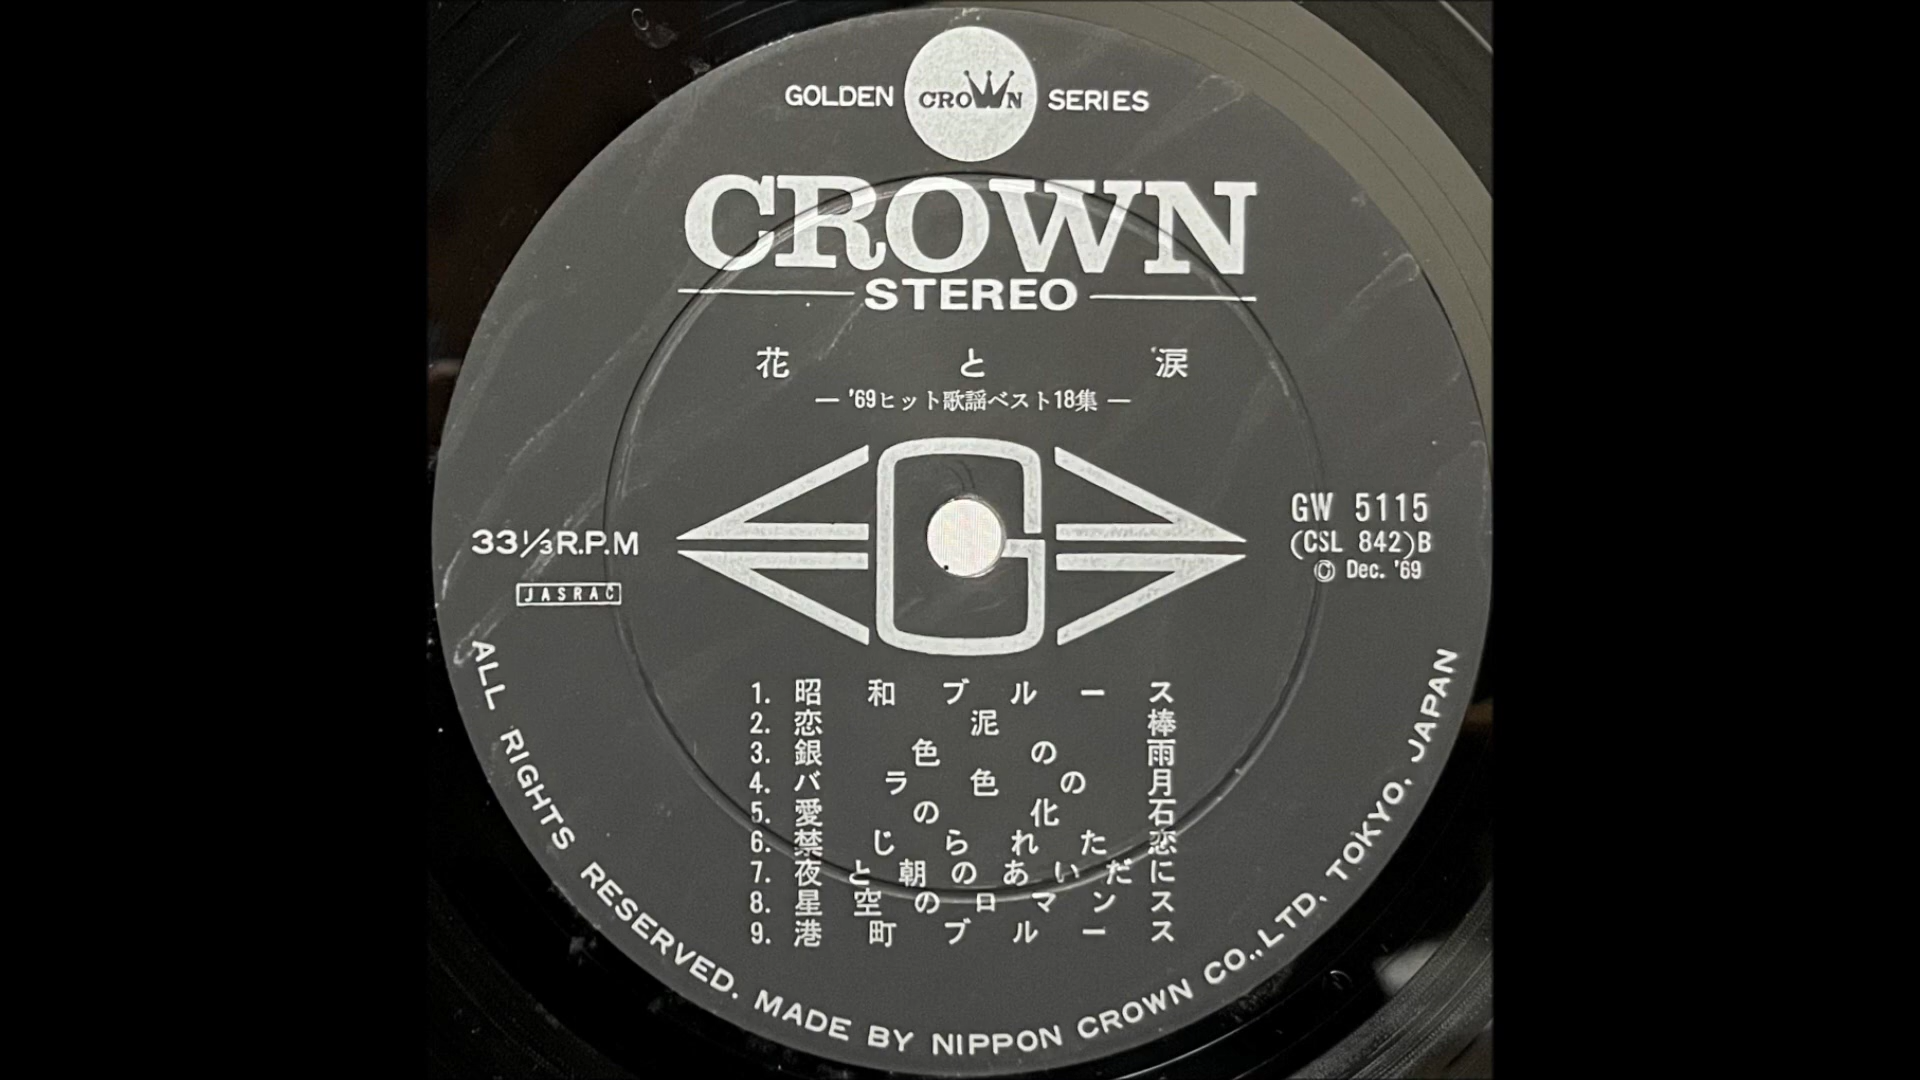 GOLDEN CROWN SERIES
CROWN
STEREO
花と涙
— '69ヒット歌謡ベスト18集 —
G
33⅓R.P.M
JASRAC
GW 5115
(CSL 842)B
© Dec. '69
1. 昭和ブルース
2. 恋泥棒
3. 銀色の雨
4. バラ色の月
5. 愛の化石
6. 禁じられた恋
7. 夜と朝のあいだに
8. 星空のロマンス
9. 港町ブルース
ALL RIGHTS RESERVED. MADE BY NIPPON CROWN CO., LTD. TOKYO, JAPAN